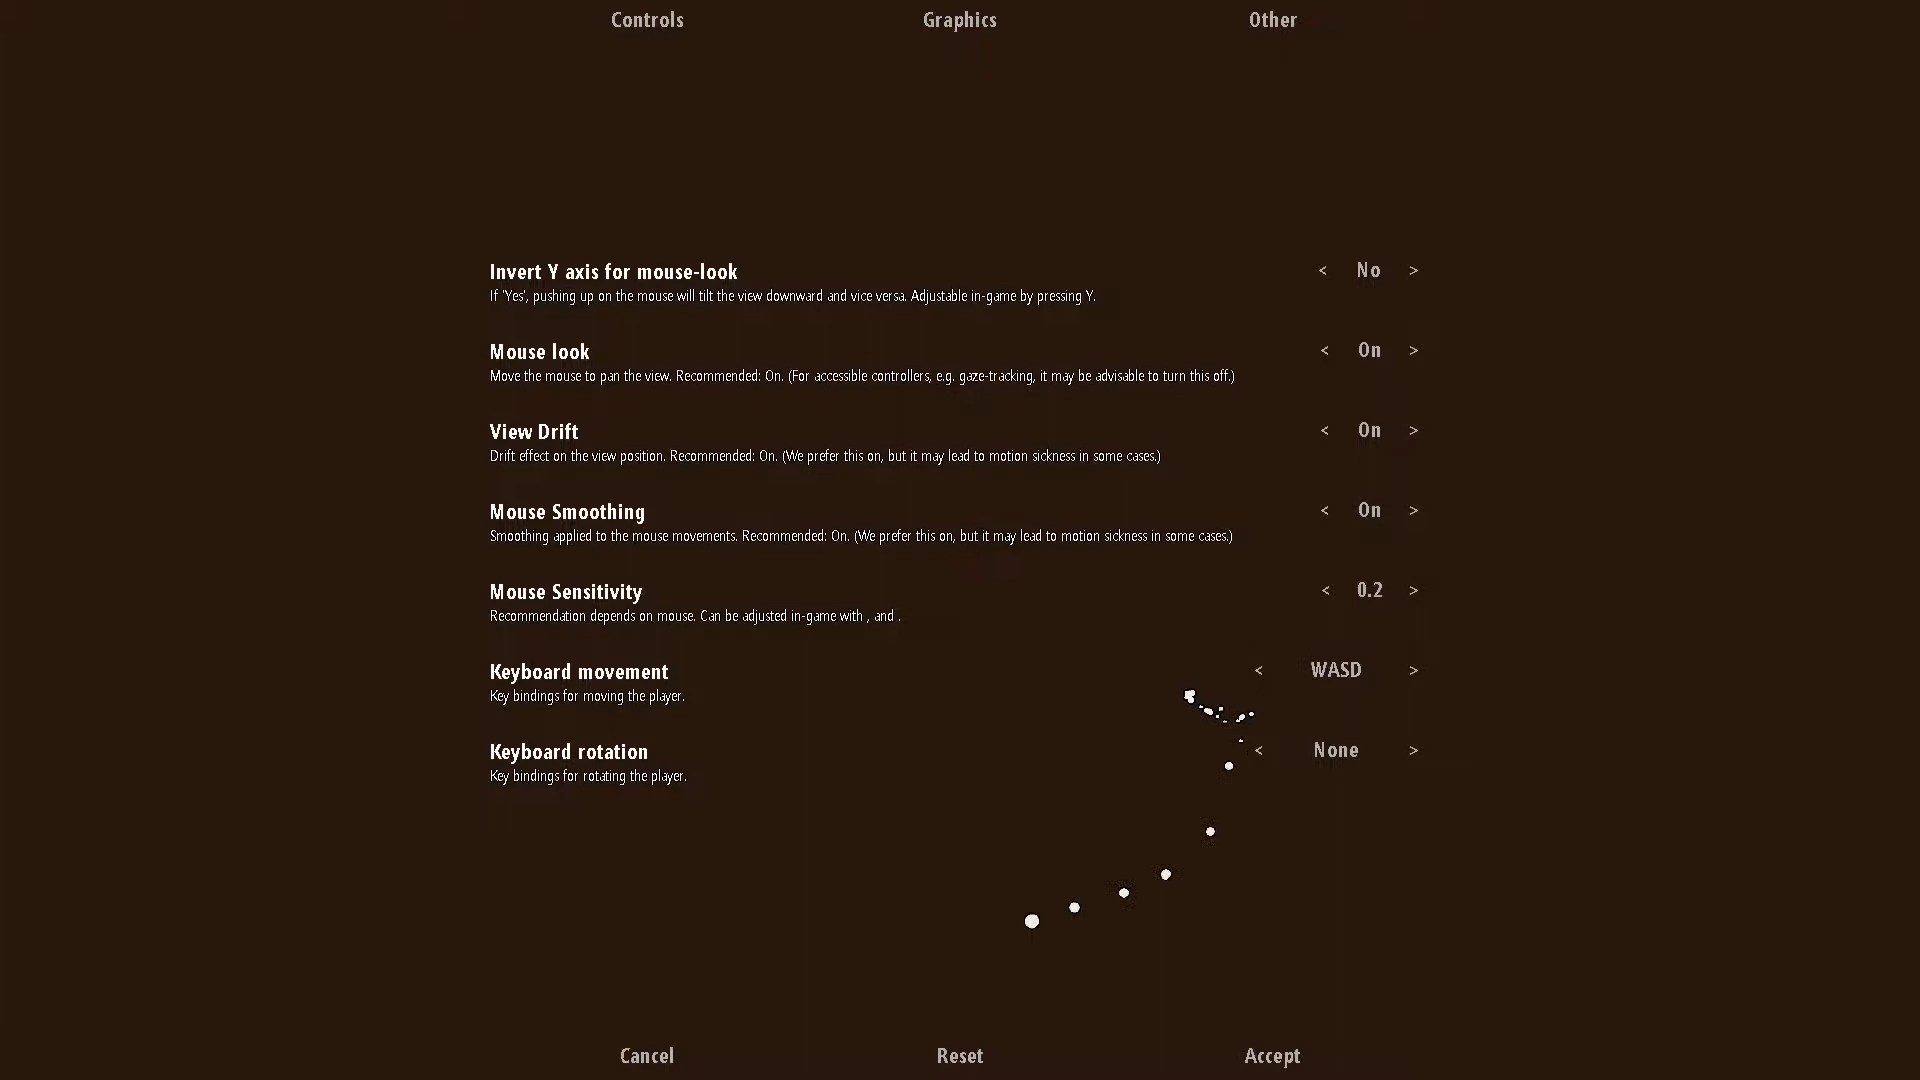 Controls Graphics Other
Invert Y axis for mouse-look < No >
If 'Yes', pushing up on the mouse will tilt the view downward and vice versa. Adjustable in-game by pressing Y.
Mouse look < On >
Move the mouse to pan the view. Recommended: On. (For accessible controllers, e.g. gaze-tracking, it may be advisable to turn this off.)
View Drift < On >
Drift effect on the view position. Recommended: On. (We prefer this on, but it may lead to motion sickness in some cases.)
Mouse Smoothing < On >
Smoothing applied to the mouse movements. Recommended: On. (We prefer this on, but it may lead to motion sickness in some cases.)
Mouse Sensitivity < 0.2 >
Recommendation depends on mouse. Can be adjusted in-game with , and .
Keyboard movement < WASD >
Key bindings for moving the player.
Keyboard rotation < None >
Key bindings for rotating the player.
Cancel Reset Accept